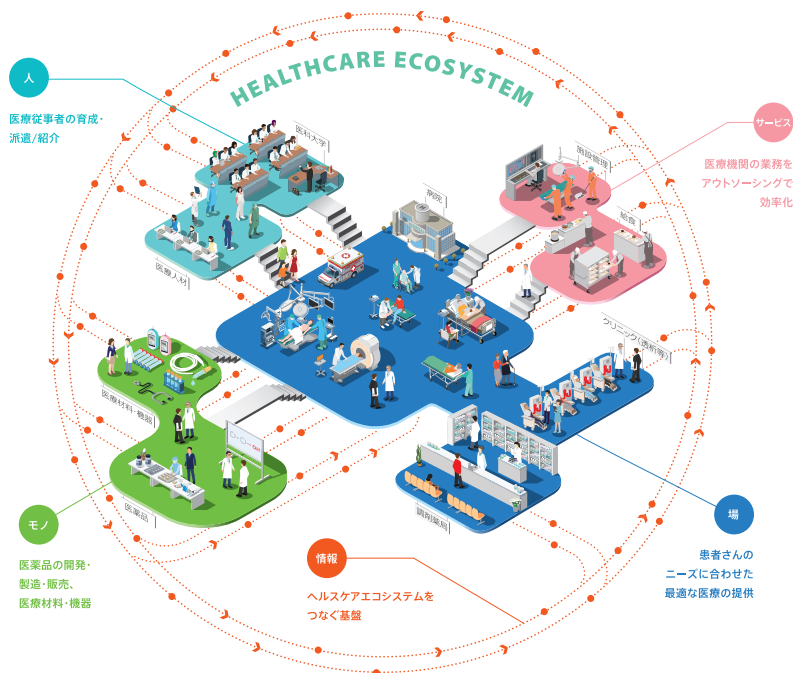 HEALTHCARE ECOSYSTEM
人
医療従事者の育成・
派遣/紹介
サービス
医療機関の業務を
アウトソーシングで
効率化
医科大学
施設管理
病院
給食
医療人材
クリニック(透析等)
医療材料・機器
医薬品
調剤薬局
モノ
医薬品の開発・
製造・販売、
医療材料・機器
情報
ヘルスケアエコシステムを
つなぐ基盤
場
患者さんの
ニーズに合わせた
最適な医療の提供